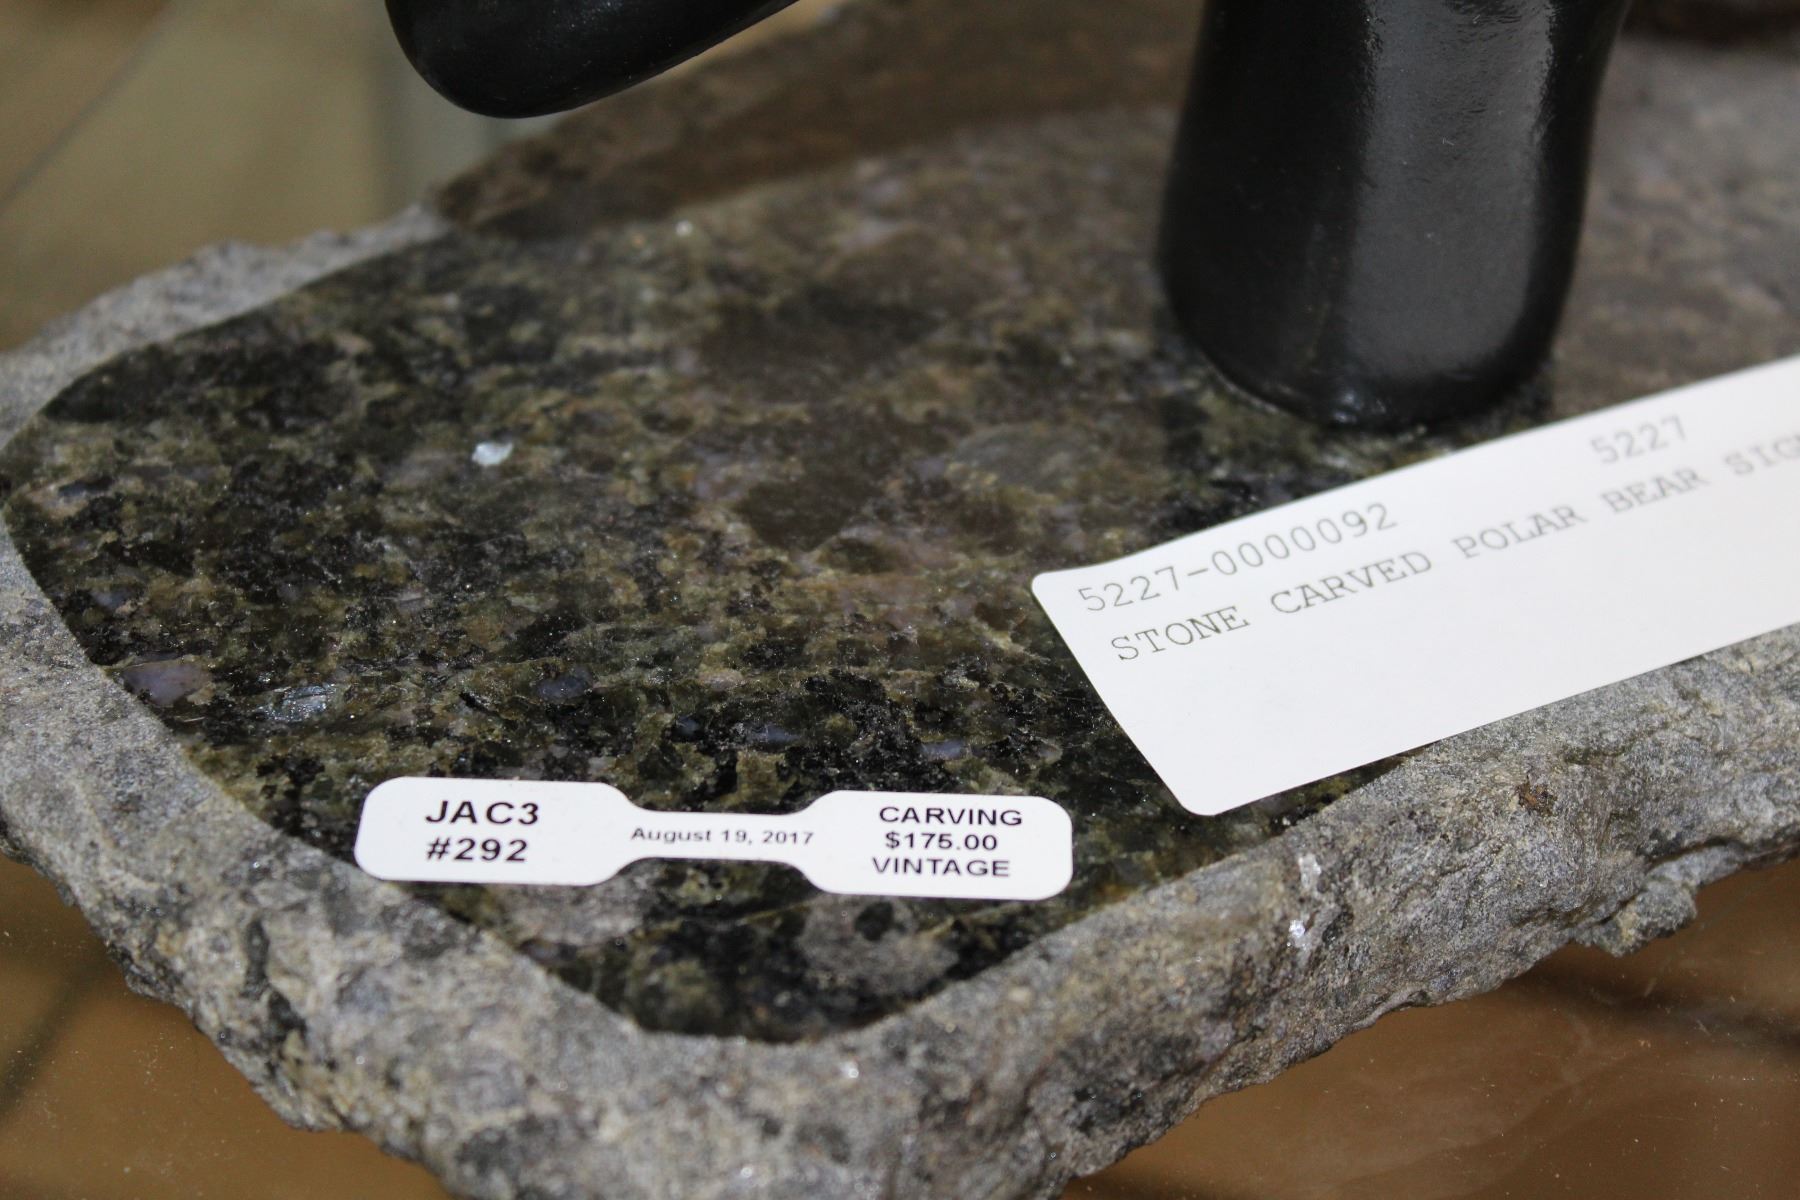 5227
5227-0000092
STONE CARVED POLAR BEAR
JAC3
#292
August 19, 2017
CARVING
$175.00
VINTAGE